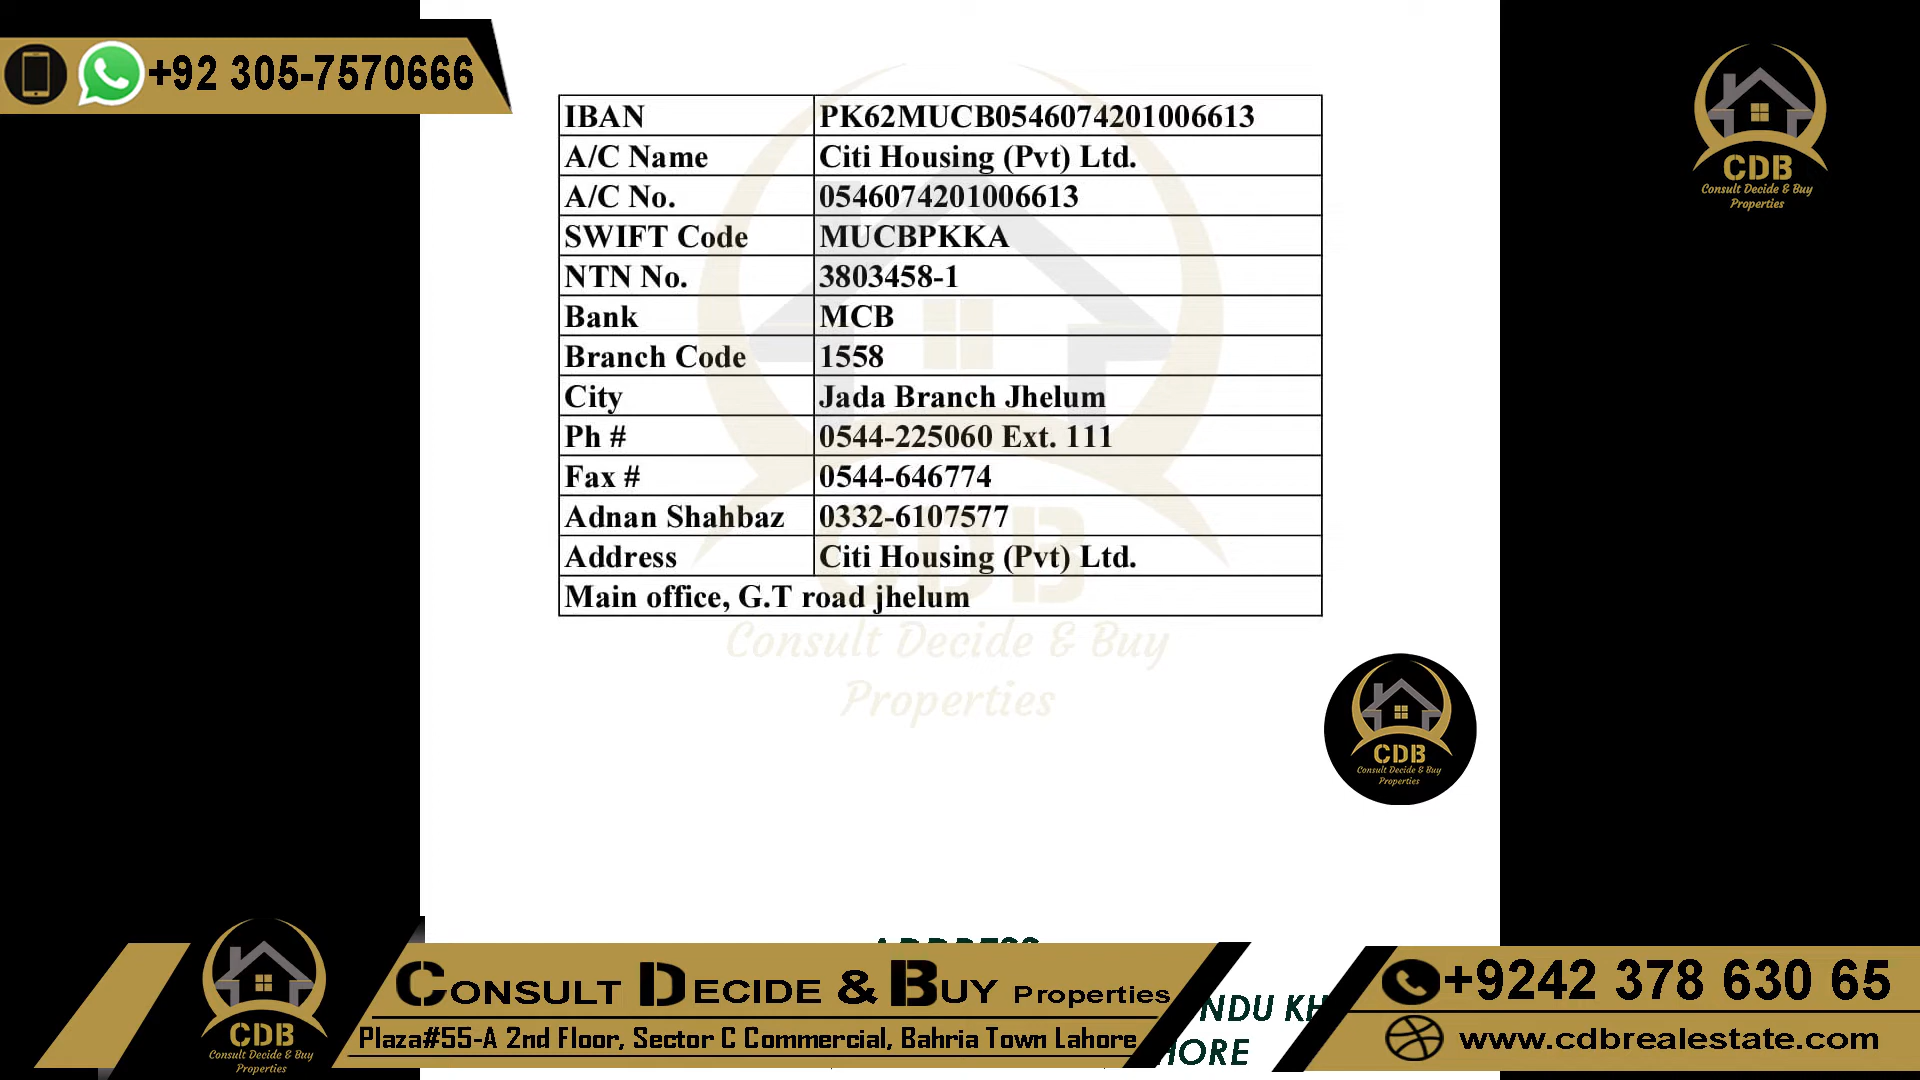 +92 305-7570666
IBAN PK62MUCB0546074201006613
A/C Name Citi Housing (Pvt) Ltd.
A/C No. 0546074201006613
SWIFT Code MUCBPKKA
NTN No. 3803458-1
Bank MCB
Branch Code 1558
City Jada Branch Jhelum
Ph # 0544-225060 Ext. 111
Fax # 0544-646774
Adnan Shahbaz 0332-6107577
Address Citi Housing (Pvt) Ltd.
Main office, G.T road jhelum
CDB
Consult Decide & Buy
Properties
CDB
Consult Decide & Buy
Properties
CDB
Consult Decide & Buy
Properties
ADDRESS
CDB
Consult Decide & Buy
Properties
CONSULT DECIDE & BUY Properties
Plaza#55-A 2nd Floor, Sector C Commercial, Bahria Town Lahore
+9242 378 630 65
www.cdbrealestate.com